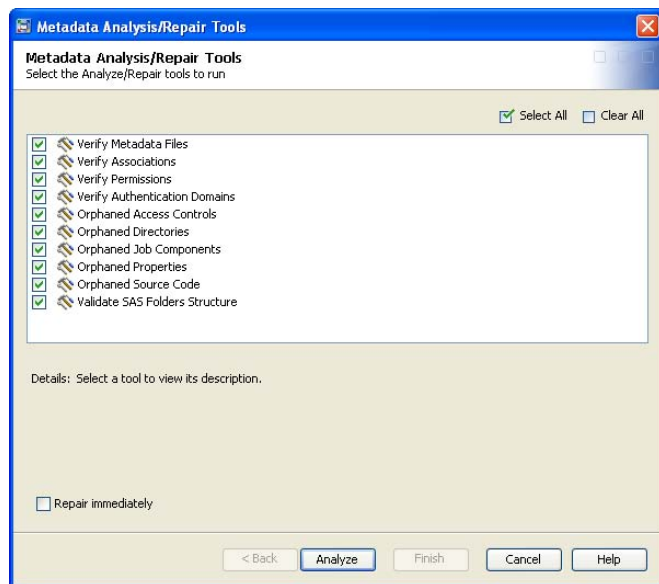 Metadata Analysis/Repair Tools
Metadata Analysis/Repair Tools
Select the Analyze/Repair tools to run
Select All Clear All
Verify Metadata Files
Verify Associations
Verify Permissions
Verify Authentication Domains
Orphaned Access Controls
Orphaned Directories
Orphaned Job Components
Orphaned Properties
Orphaned Source Code
Validate SAS Folders Structure
Details: Select a tool to view its description.
Repair immediately
< Back Analyze Finish Cancel Help